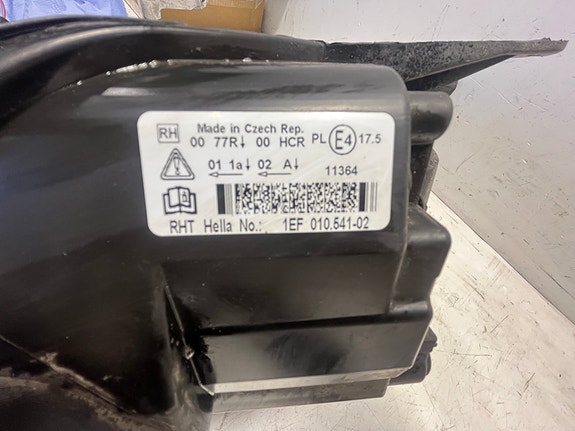 RH Made in Czech Rep.
00 77R↓ 00 HCR PL E4 17.5
01 1a↓ 02 A↓ 11364
RHT Hella No.: 1EF 010.541-02